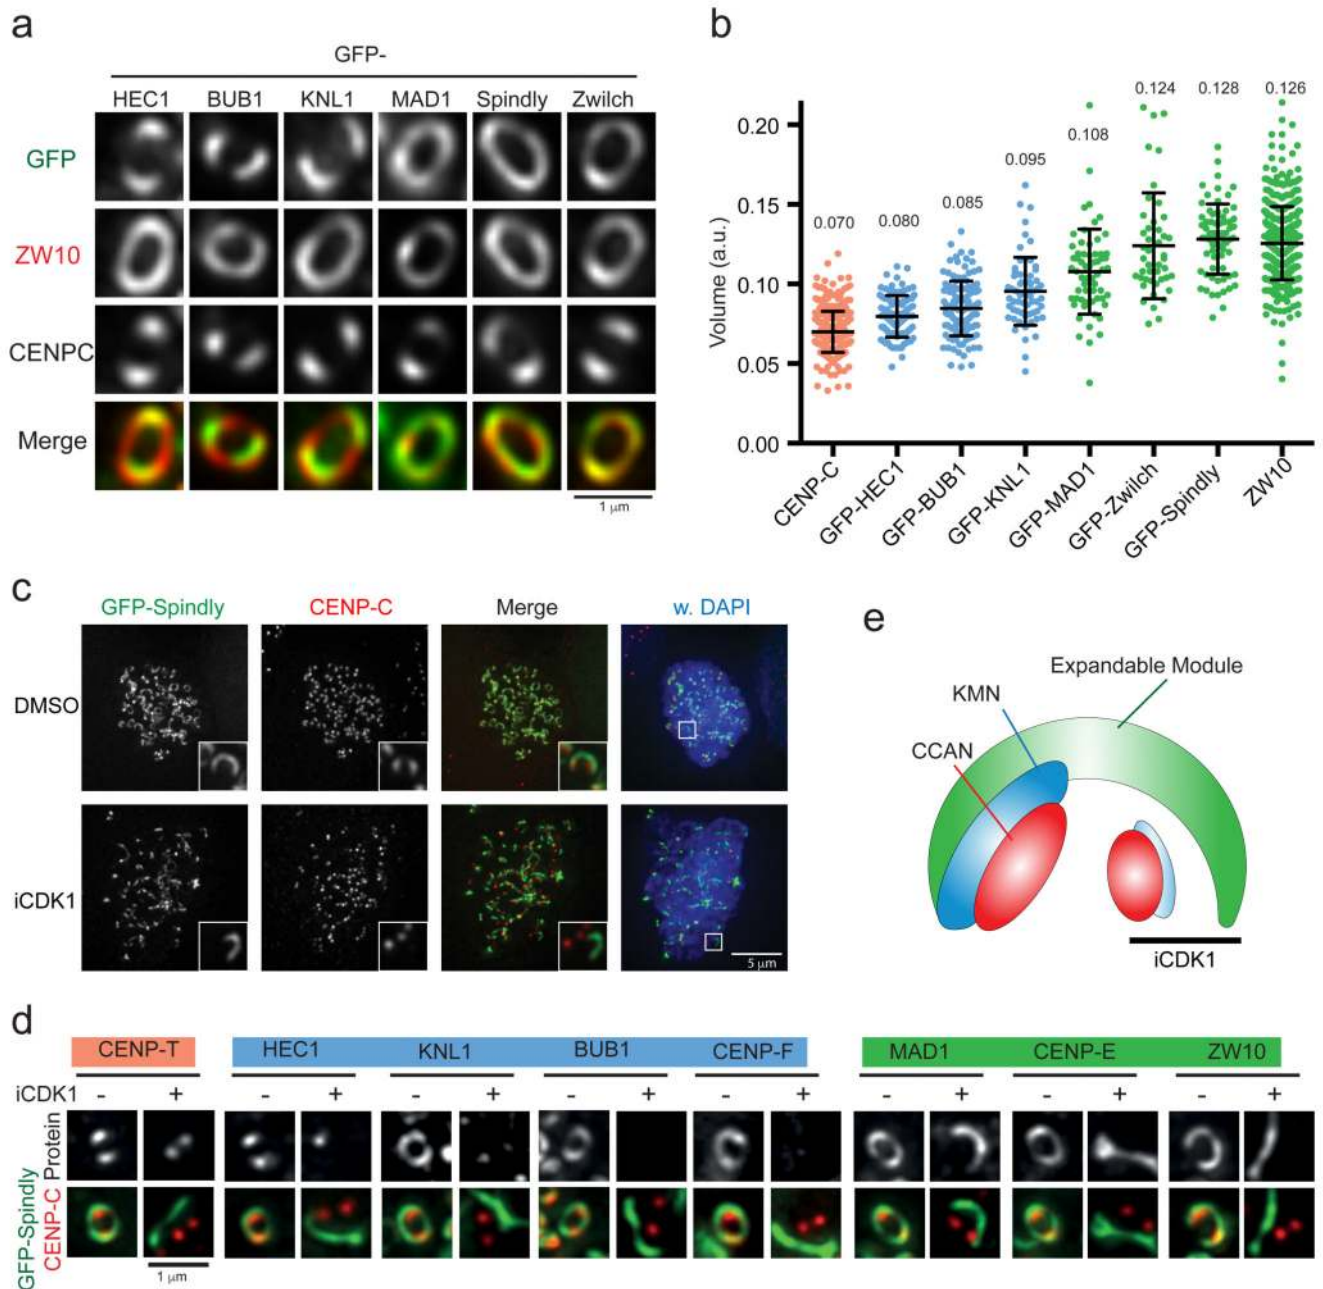 a
GFP-
HEC1 BUB1 KNL1 MAD1 Spindly Zwilch
GFP
ZW10
CENPC
Merge
1 μm
b
Volume (a.u.)
0.20
0.15
0.10
0.05
0.00
0.070 0.080 0.085 0.095 0.108 0.124 0.128 0.126
CENP-C GFP-HEC1 GFP-BUB1 GFP-KNL1 GFP-MAD1 GFP-Zwilch GFP-Spindly ZW10
c
GFP-Spindly CENP-C Merge w. DAPI
DMSO
iCDK1
5 μm
e
Expandable Module
KMN
CCAN
iCDK1
d
CENP-T HEC1 KNL1 BUB1 CENP-F MAD1 CENP-E ZW10
iCDK1 - + - + - + - + - + - + - + - +
Protein
GFP-Spindly
CENP-C
1 μm